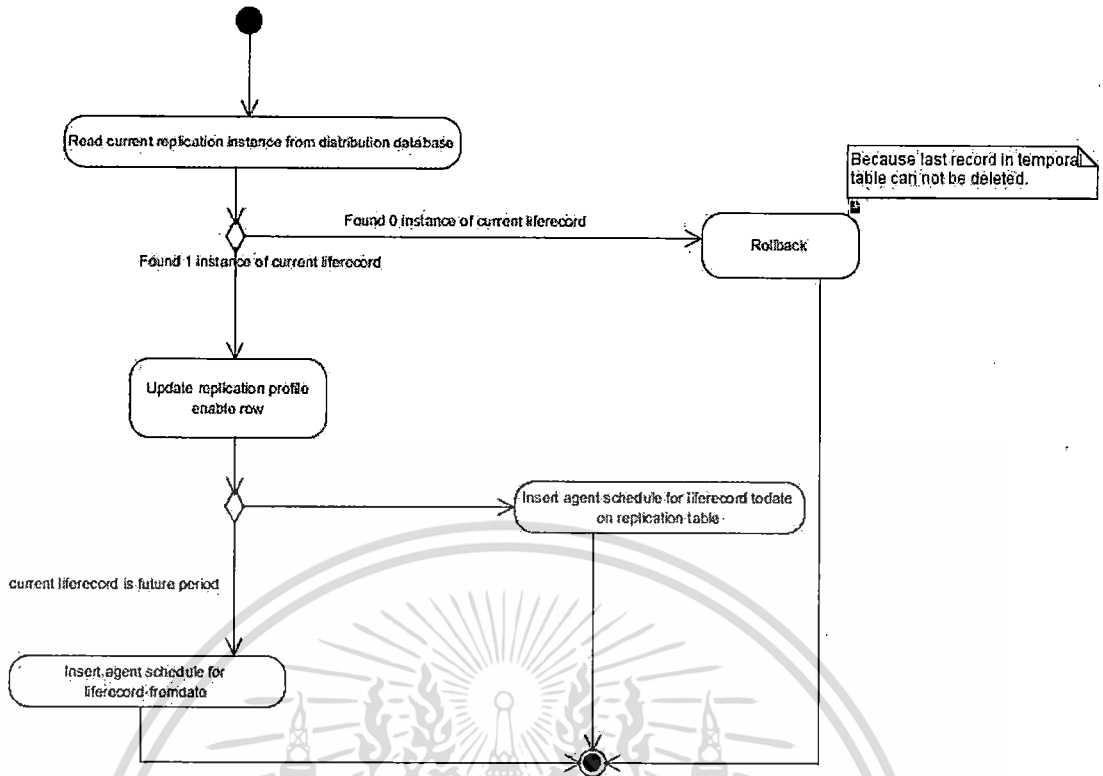 Read current replication instance from distribution database
Because last record in temporal
table can not be deleted.
Found 0 instance of current liferecord
Rollback
Found 1 instance of current liferecord
Update replication profile
enable row
Insert agent schedule for liferecord todate
on replication table
current liferecord is future period
Insert agent schedule for
liferecord fromdate